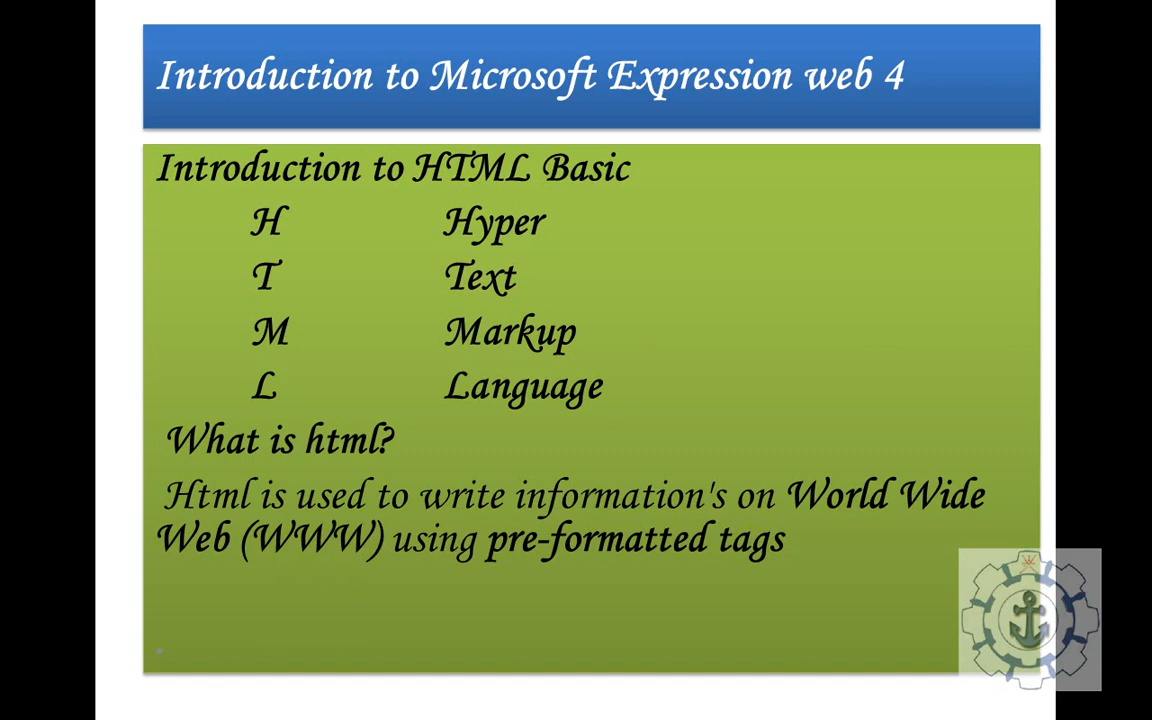 Introduction to Microsoft Expression web 4
Introduction to HTML Basic
H Hyper
T Text
M Markup
L Language
What is html?
Html is used to write information's on World Wide
Web (WWW) using pre-formatted tags